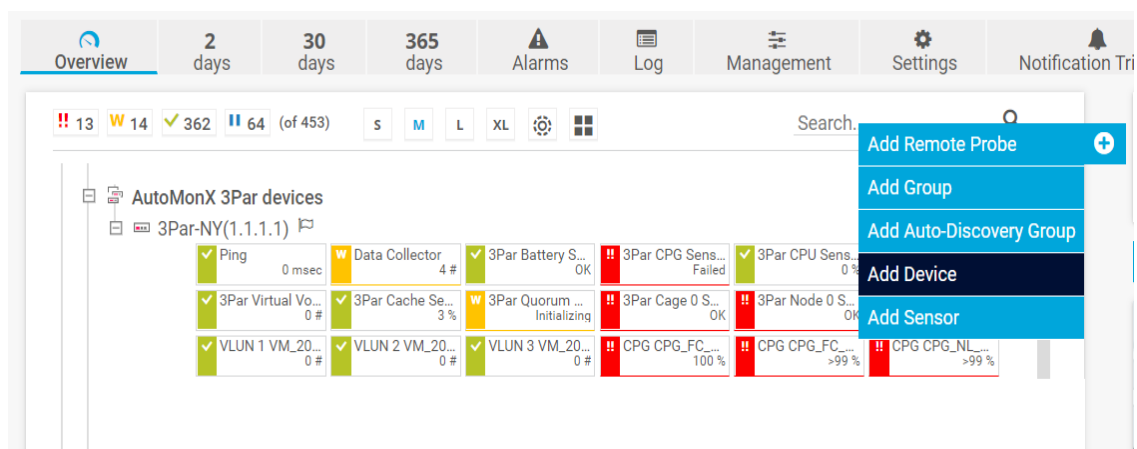 Overview
2 days
30 days
365 days
Alarms
Log
Management
Settings
Notification Tri
!! 13 W 14 362 64 (of 453) S M L XL Search.
Add Remote Probe
Add Group
Add Auto-Discovery Group
Add Device
Add Sensor
AutoMonX 3Par devices
3Par-NY(1.1.1.1)
Ping
0 msec
W Data Collector
4 #
3Par Battery S...
OK
!! 3Par CPG Sens...
Failed
3Par CPU Sens...
0 %
3Par Virtual Vo...
0 #
3Par Cache Se...
3 %
W 3Par Quorum ...
Initializing
!! 3Par Cage 0 S...
OK
!! 3Par Node 0 S...
OK
VLUN 1 VM_20...
0 #
VLUN 2 VM_20...
0 #
VLUN 3 VM_20...
0 #
!! CPG CPG_FC_...
100 %
!! CPG CPG_FC_...
>99 %
!! CPG CPG_NL_...
>99 %